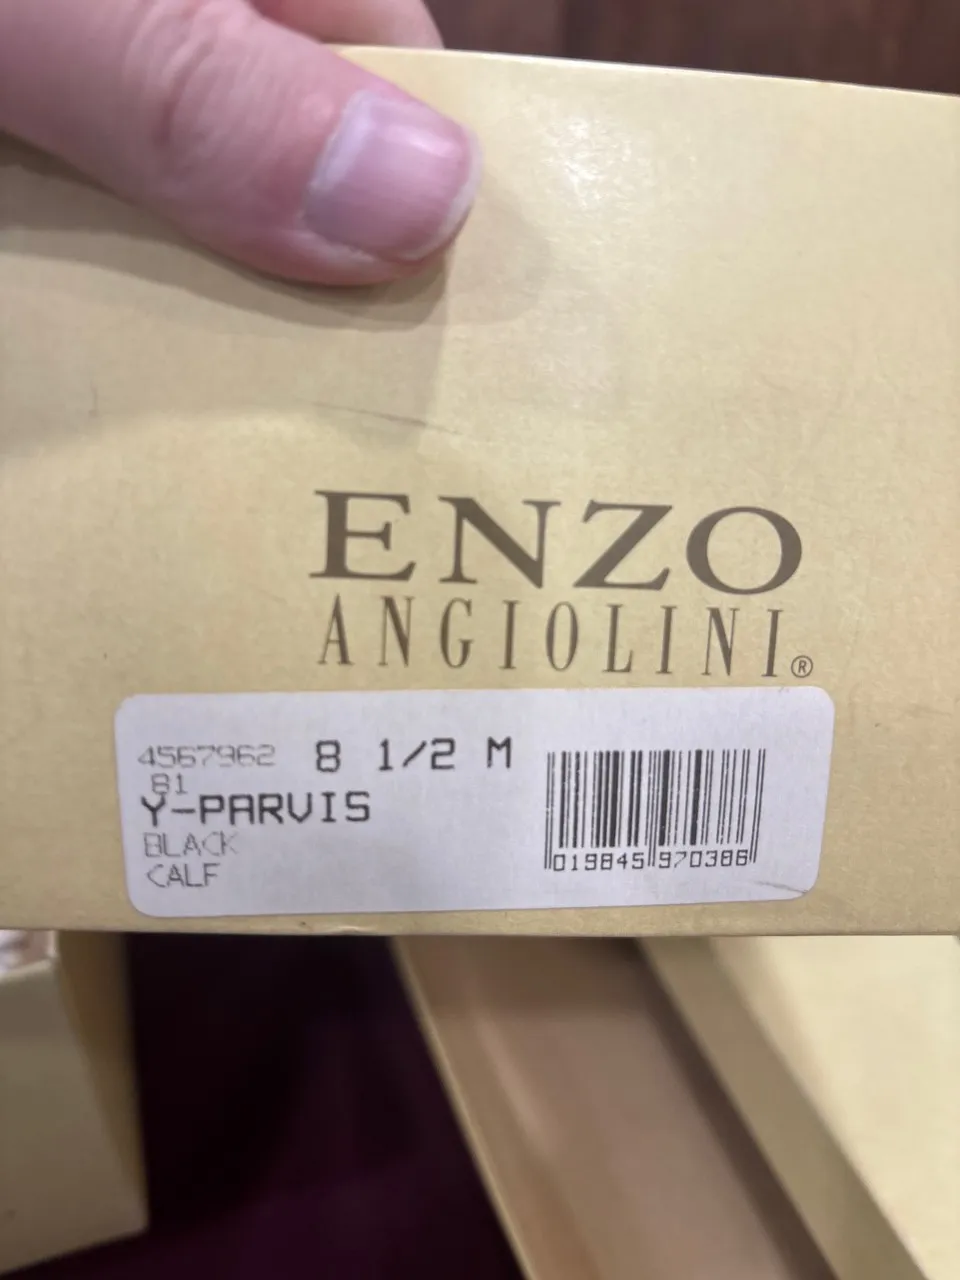 ENZO
ANGIOLINI®
4567962 8 1/2 M
81
Y-PARVIS
BLACK
CALF
019845 970386